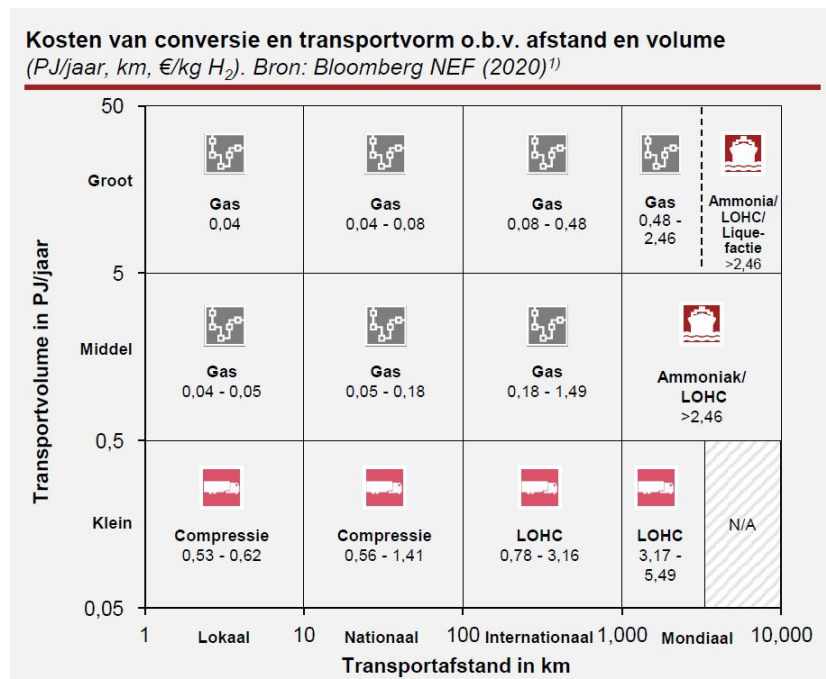 Kosten van conversie en transportvorm o.b.v. afstand en volume
(PJ/jaar, km, €/kg H2). Bron: Bloomberg NEF (2020)1)
Transportvolume in PJ/jaar
50
Groot
Gas
0,04
Gas
0,04 - 0,08
Gas
0,08 - 0,48
Gas
0,48 -
2,46
Ammonia/
LOHC/
Lique-
factie
>2,46
5
Middel
Gas
0,04 - 0,05
Gas
0,05 - 0,18
Gas
0,18 - 1,49
Ammoniak/
LOHC
>2,46
0,5
Klein
Compressie
0,53 - 0,62
Compressie
0,56 - 1,41
LOHC
0,78 - 3,16
LOHC
3,17 -
5,49
N/A
0,05
1 Lokaal 10 Nationaal 100 Internationaal 1,000 Mondiaal 10,000
Transportafstand in km